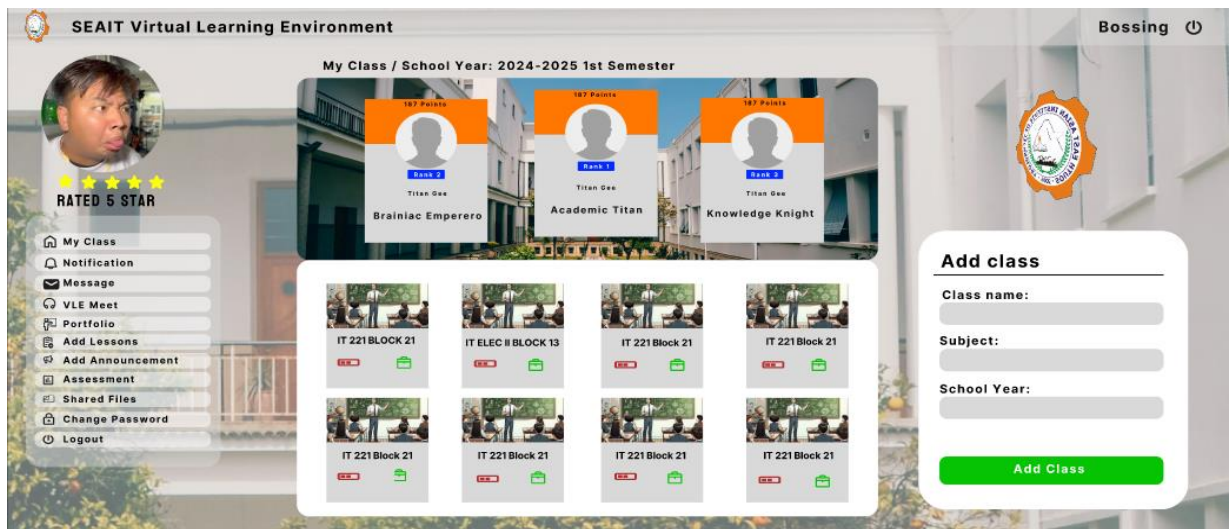 SEAIT Virtual Learning Environment
Bossing
My Class / School Year: 2024-2025 1st Semester
187 Points
Rank 2
Titan Gee
Brainiac Emperero
187 Points
Rank 1
Titan Gee
Academic Titan
187 Points
Rank 3
Titan Gee
Knowledge Knight
RATED 5 STAR
My Class
Notification
Message
VLE Meet
Portfolio
Add Lessons
Add Announcement
Assessment
Shared Files
Change Password
Logout
IT 221 BLOCK 21
IT ELEC II BLOCK 13
IT 221 Block 21
IT 221 Block 21
IT 221 Block 21
IT 221 Block 21
IT 221 Block 21
IT 221 Block 21
Add class
Class name:
Subject:
School Year:
Add Class